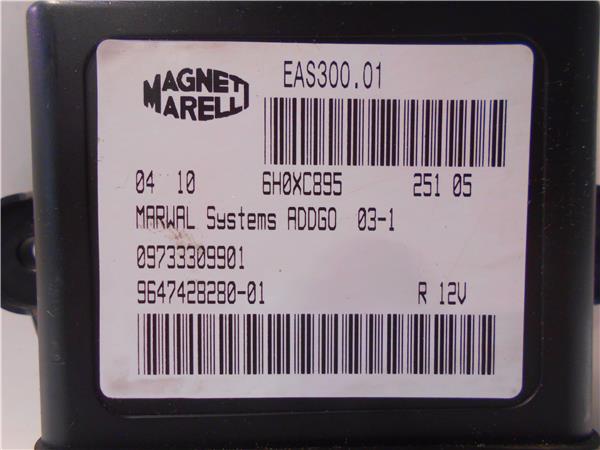 MAGNETI
MARELLI
EAS300.01
04 10 6H0XC895 251 05
MARWAL Systems ADDGO 03-1
09733309901
9647428280-01 R 12V